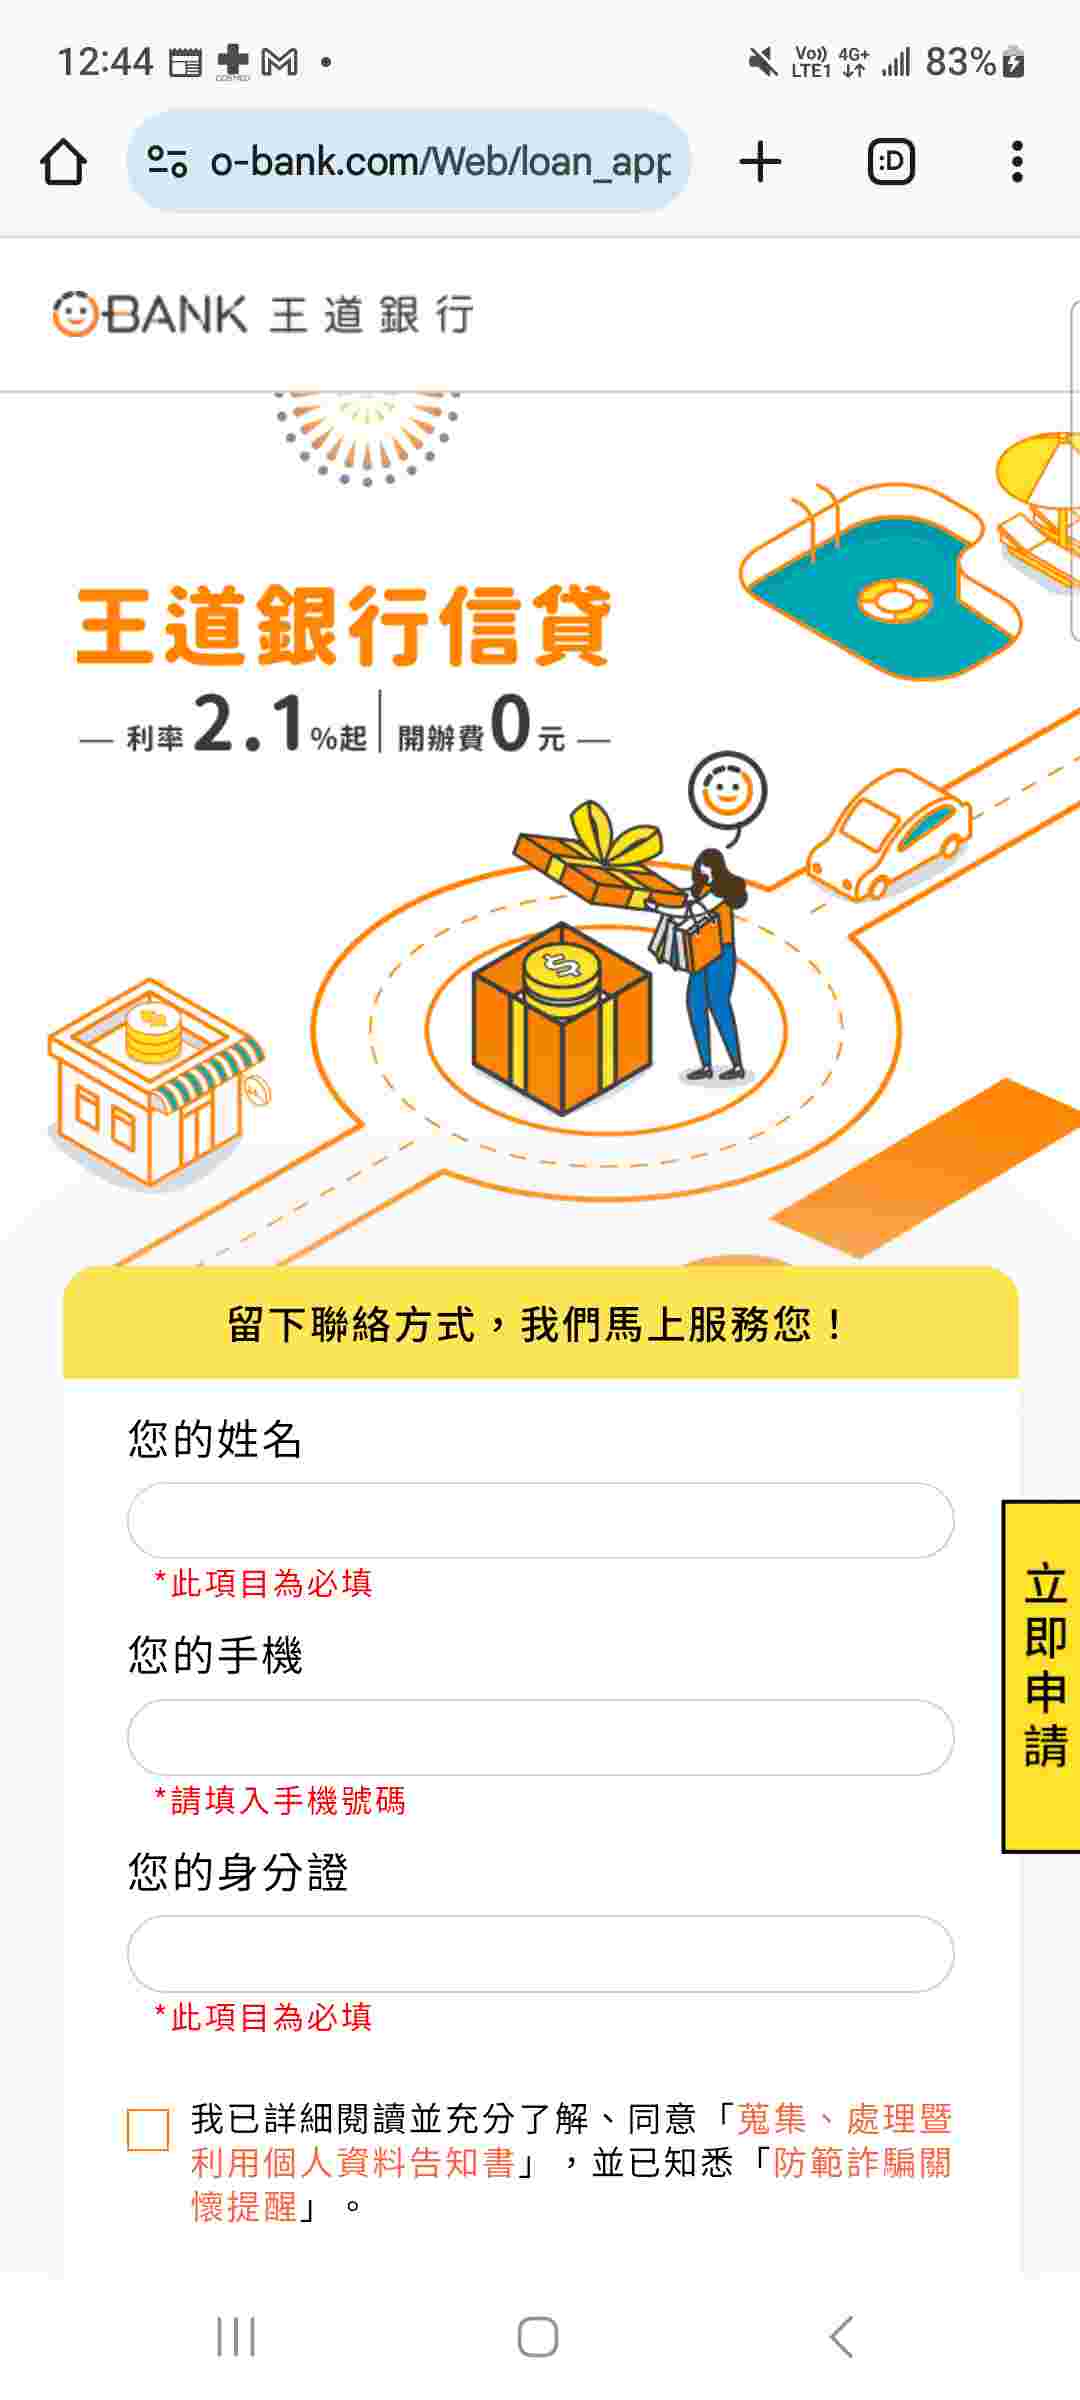 12:44
Vo)) LTE1 4G+ 83%
o-bank.com/Web/loan_app
:D
BANK 王道銀行
王道銀行信貸
利率2.1%起 開辦費0元
留下聯絡方式，我們馬上服務您！
您的姓名
*此項目為必填
您的手機
*請填入手機號碼
您的身分證
*此項目為必填
立即申請
我已詳細閱讀並充分了解、同意「蒐集、處理暨
利用個人資料告知書」，並已知悉「防範詐騙關
懷提醒」。